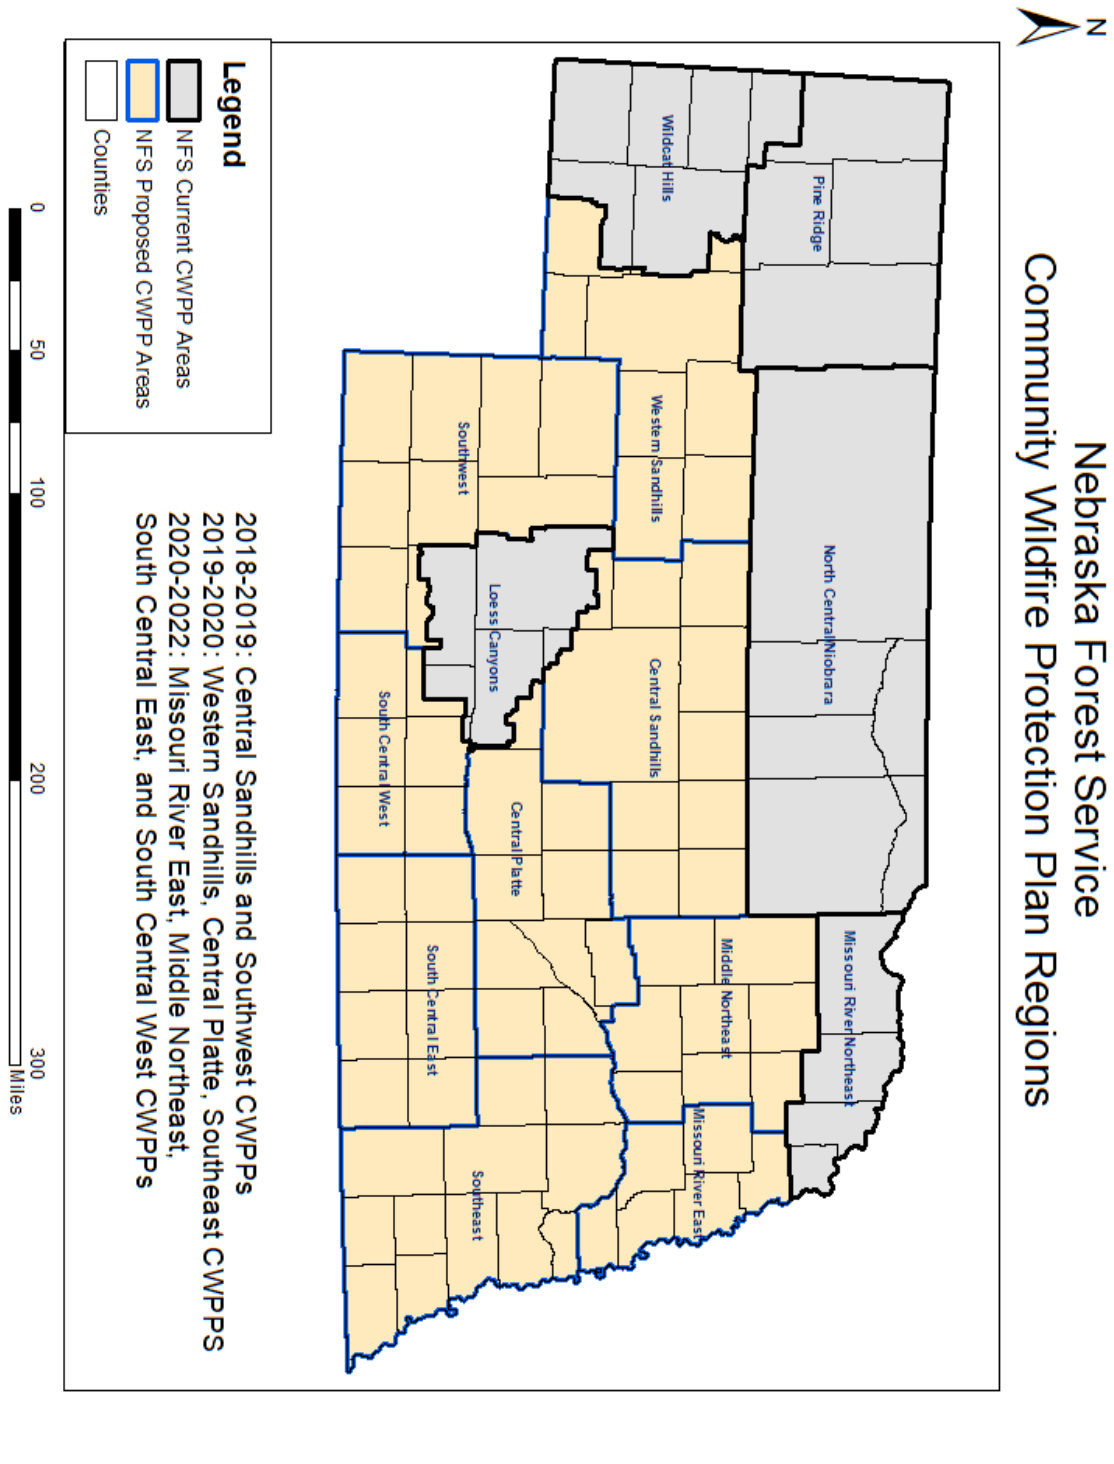 N
Nebraska Forest Service
Community Wildfire Protection Plan Regions
Pine Ridge
North Central Niobrara
Missouri River Northeast
Wildcat Hills
Western Sandhills
Central Sandhills
Middle Northeast
Missouri River East
Southwest
Loess Canyons
Central Platte
South Central West
South Central East
Southeast
Legend
NFS Current CWPP Areas
NFS Proposed CWPP Areas
Counties
2018-2019: Central Sandhills and Southwest CWPPs
2019-2020: Western Sandhills, Central Platte, Southeast CWPPS
2020-2022: Missouri River East, Middle Northeast,
South Central East, and South Central West CWPPs
0 50 100 200 300
Miles